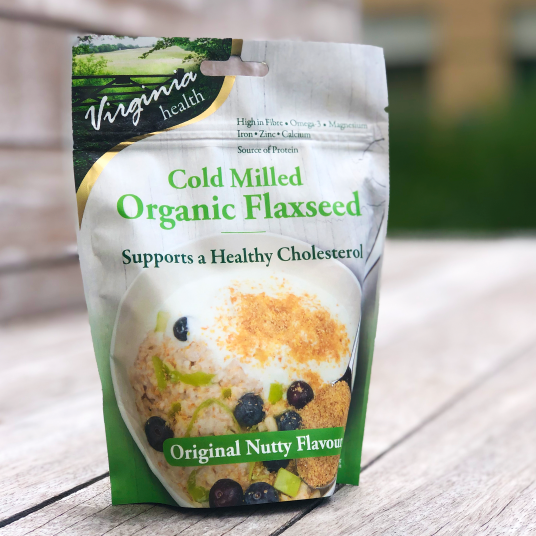 Virginia
health
High in Fibre • Omega-3 • Magnesium
Iron • Zinc • Calcium
Source of Protein
Cold Milled
Organic Flaxseed
Supports a Healthy Cholesterol
Original Nutty Flavour